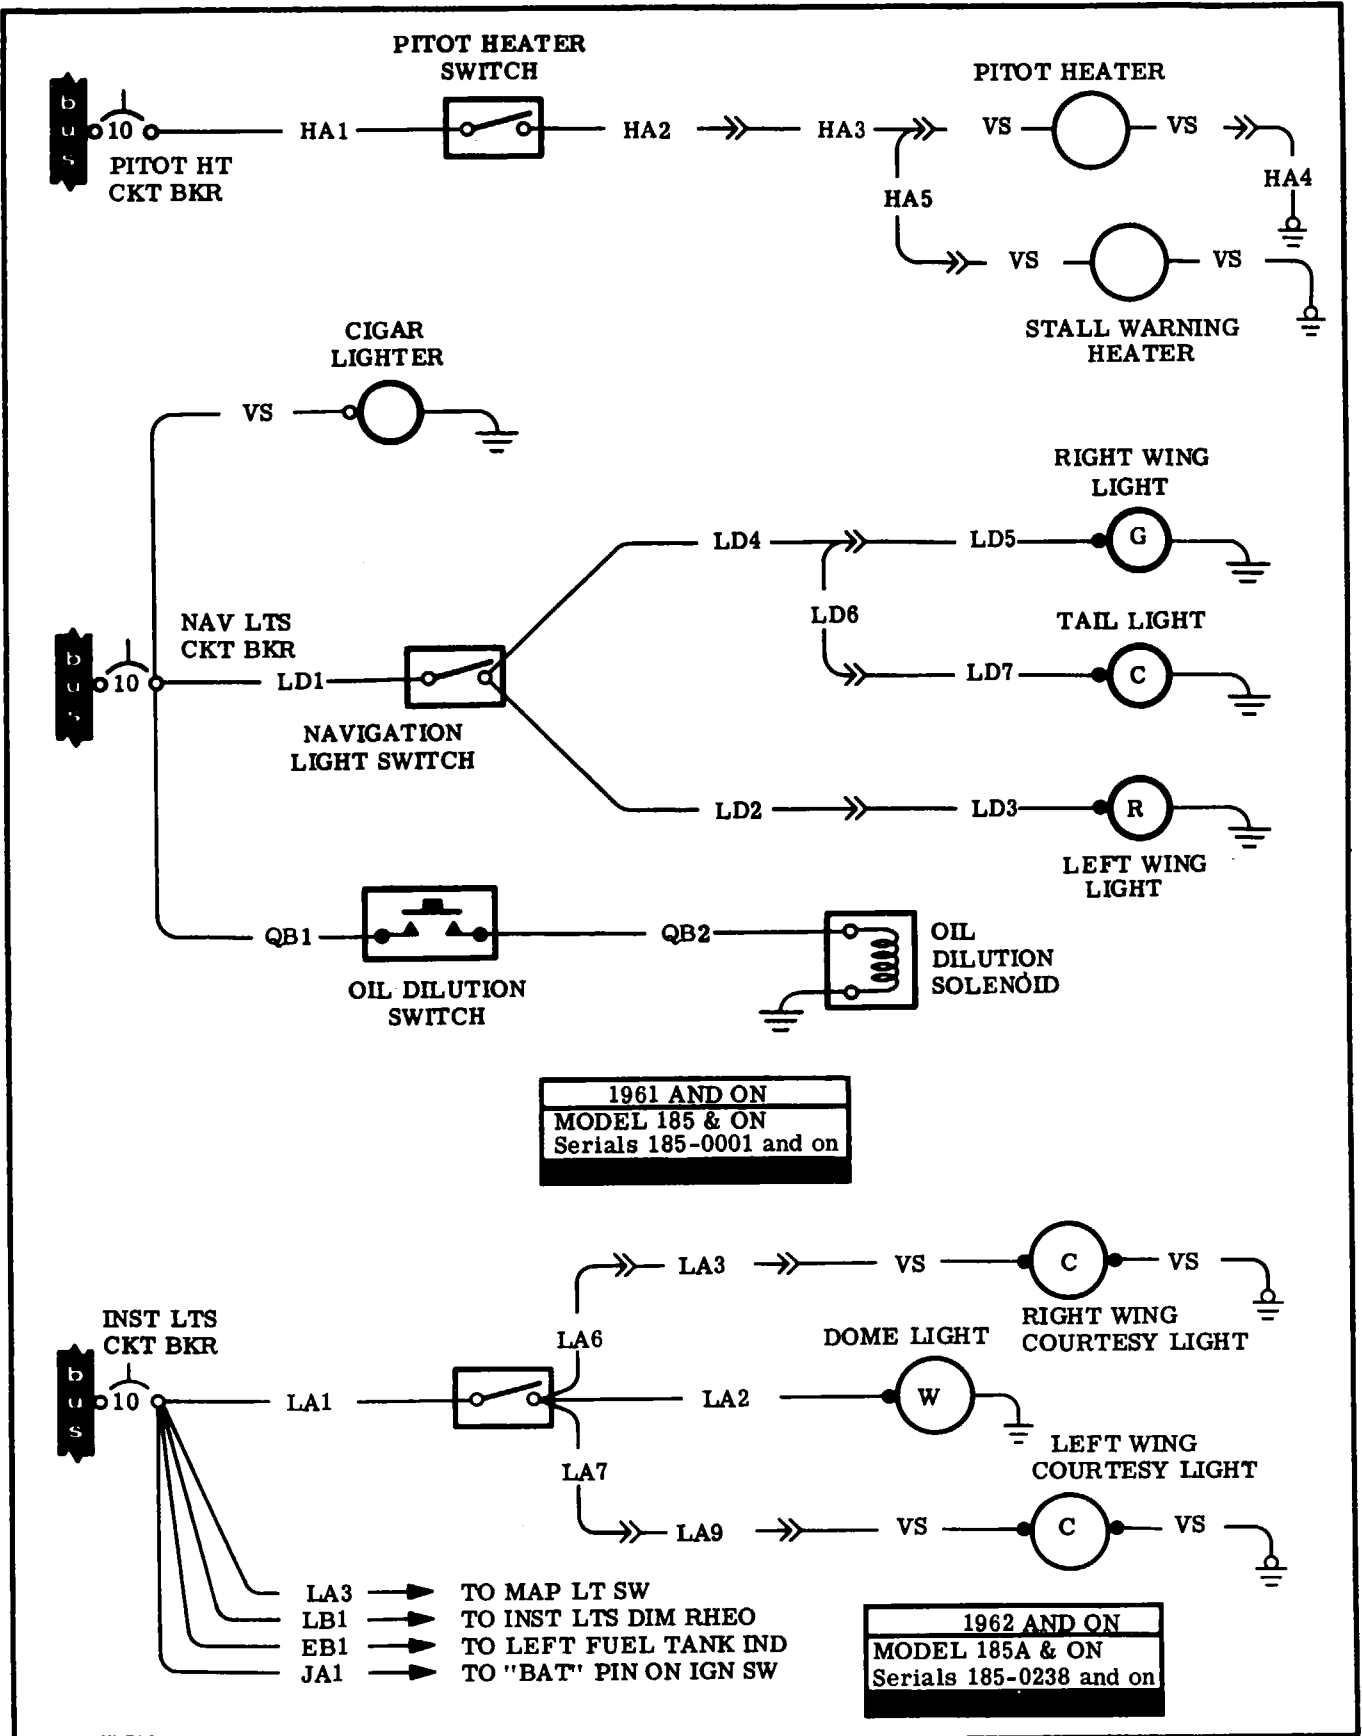 PITOT HEATER
SWITCH
PITOT HEATER
bus
10
HA1
HA2
HA3
VS
VS
PITOT HT
CKT BKR
HA5
HA4
VS
VS
STALL WARNING
HEATER
CIGAR
LIGHTER
VS
RIGHT WING
LIGHT
LD4
LD5
G
NAV LTS
CKT BKR
LD6
TAIL LIGHT
bus
10
LD1
LD7
C
NAVIGATION
LIGHT SWITCH
LD2
LD3
R
LEFT WING
LIGHT
QB1
QB2
OIL
DILUTION
SOLENOID
OIL DILUTION
SWITCH
1961 AND ON
MODEL 185 & ON
Serials 185-0001 and on
LA3
VS
C
VS
INST LTS
CKT BKR
LA6
DOME LIGHT
RIGHT WING
COURTESY LIGHT
bus
10
LA1
LA2
W
LA7
LEFT WING
COURTESY LIGHT
LA9
VS
C
VS
LA3 TO MAP LT SW
LB1 TO INST LTS DIM RHEO
EB1 TO LEFT FUEL TANK IND
JA1 TO "BAT" PIN ON IGN SW
1962 AND ON
MODEL 185A & ON
Serials 185-0238 and on